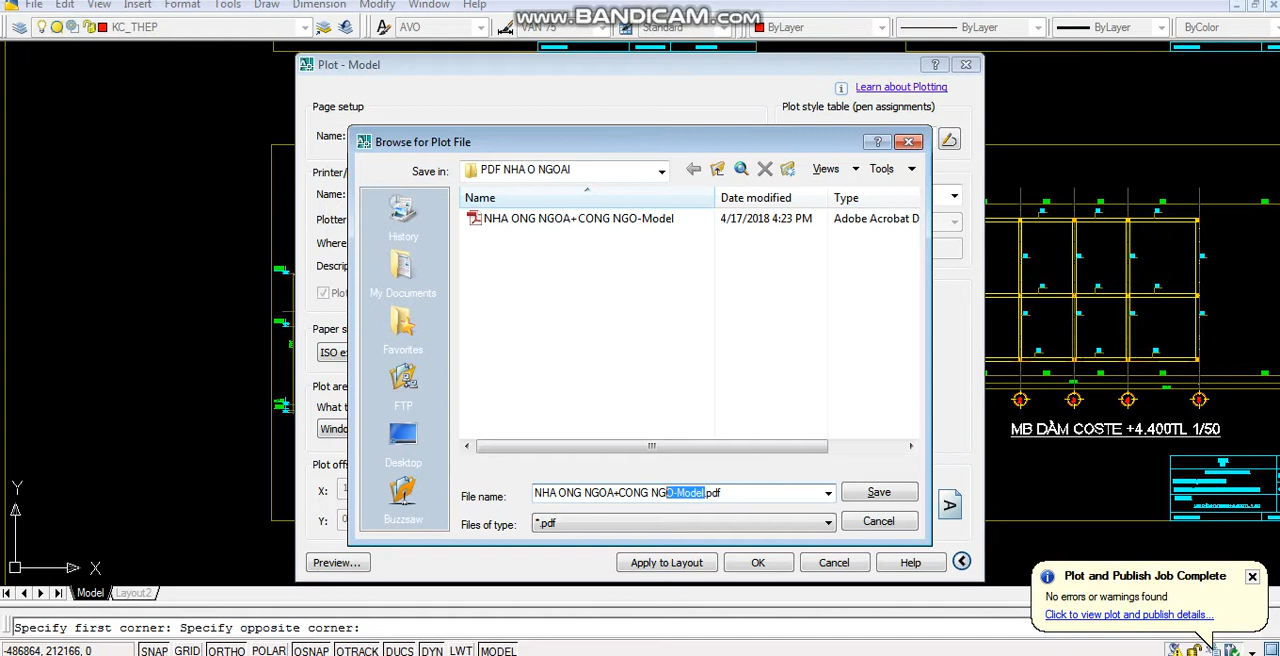 www.BANDICAM.com
File Edit View Insert Format Tools Draw Dimension Modify Window Help
KC_THEP AVO VAN 75 Standard ByLayer ByLayer ByLayer ByColor
Plot - Model
Learn about Plotting
Page setup Plot style table (pen assignments)
Name:
Browse for Plot File
Save in: PDF NHA O NGOAI Views Tools
Printer/
Name: Name Date modified Type
Plotter NHA ONG NGOA+CONG NGO-Model 4/17/2018 4:23 PM Adobe Acrobat D
History
Where
Descrip
My Documents
Plot
Paper s
Favorites
ISO e
Plot are
FTP
What t
Windo
MB DẦM COSTE +4.400TL 1/50
Desktop
Plot off
X: 1
File name: NHA ONG NGOA+CONG NGO-Model.pdf Save
Buzzsaw
Y: 0
Files of type: *.pdf Cancel
Y
X
Preview... Apply to Layout OK Cancel Help
Plot and Publish Job Complete
No errors or warnings found
Click to view plot and publish details...
Model Layout2
Specify first corner: Specify opposite corner:
-486864, 212166, 0 SNAP GRID ORTHO POLAR OSNAP OTRACK DUCS DYN LWT MODEL